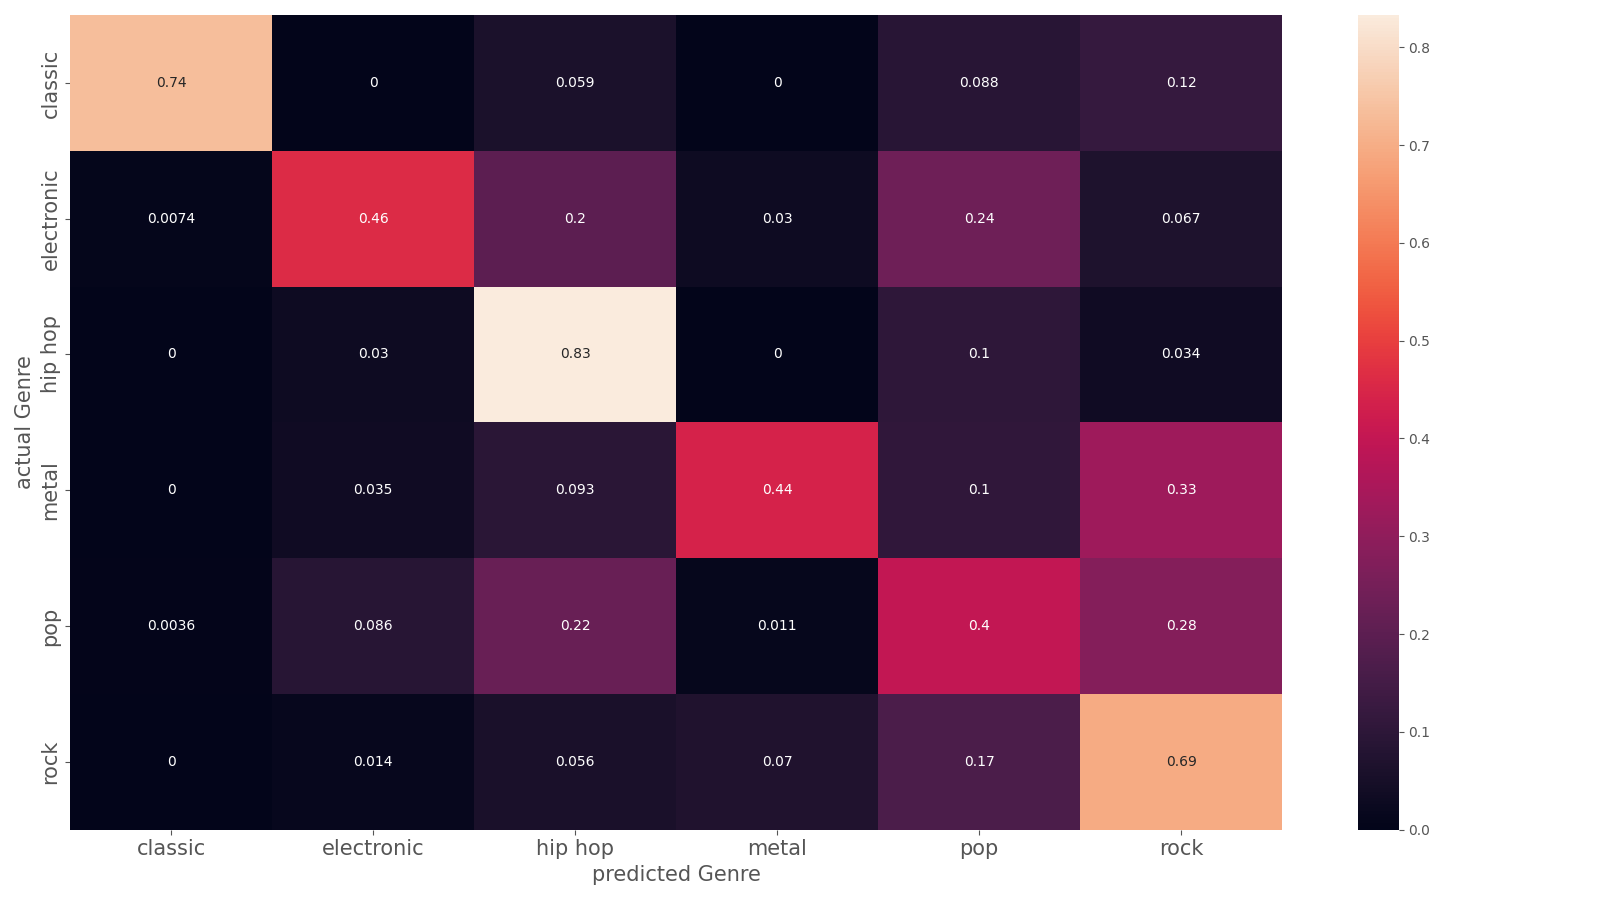 actual Genre
classic
0.74 0 0.059 0 0.088 0.12
electronic
0.0074 0.46 0.2 0.03 0.24 0.067
hip hop
0 0.03 0.83 0 0.1 0.034
metal
0 0.035 0.093 0.44 0.1 0.33
pop
0.0036 0.086 0.22 0.011 0.4 0.28
rock
0 0.014 0.056 0.07 0.17 0.69
classic electronic hip hop metal pop rock
predicted Genre
0.8
0.7
0.6
0.5
0.4
0.3
0.2
0.1
0.0